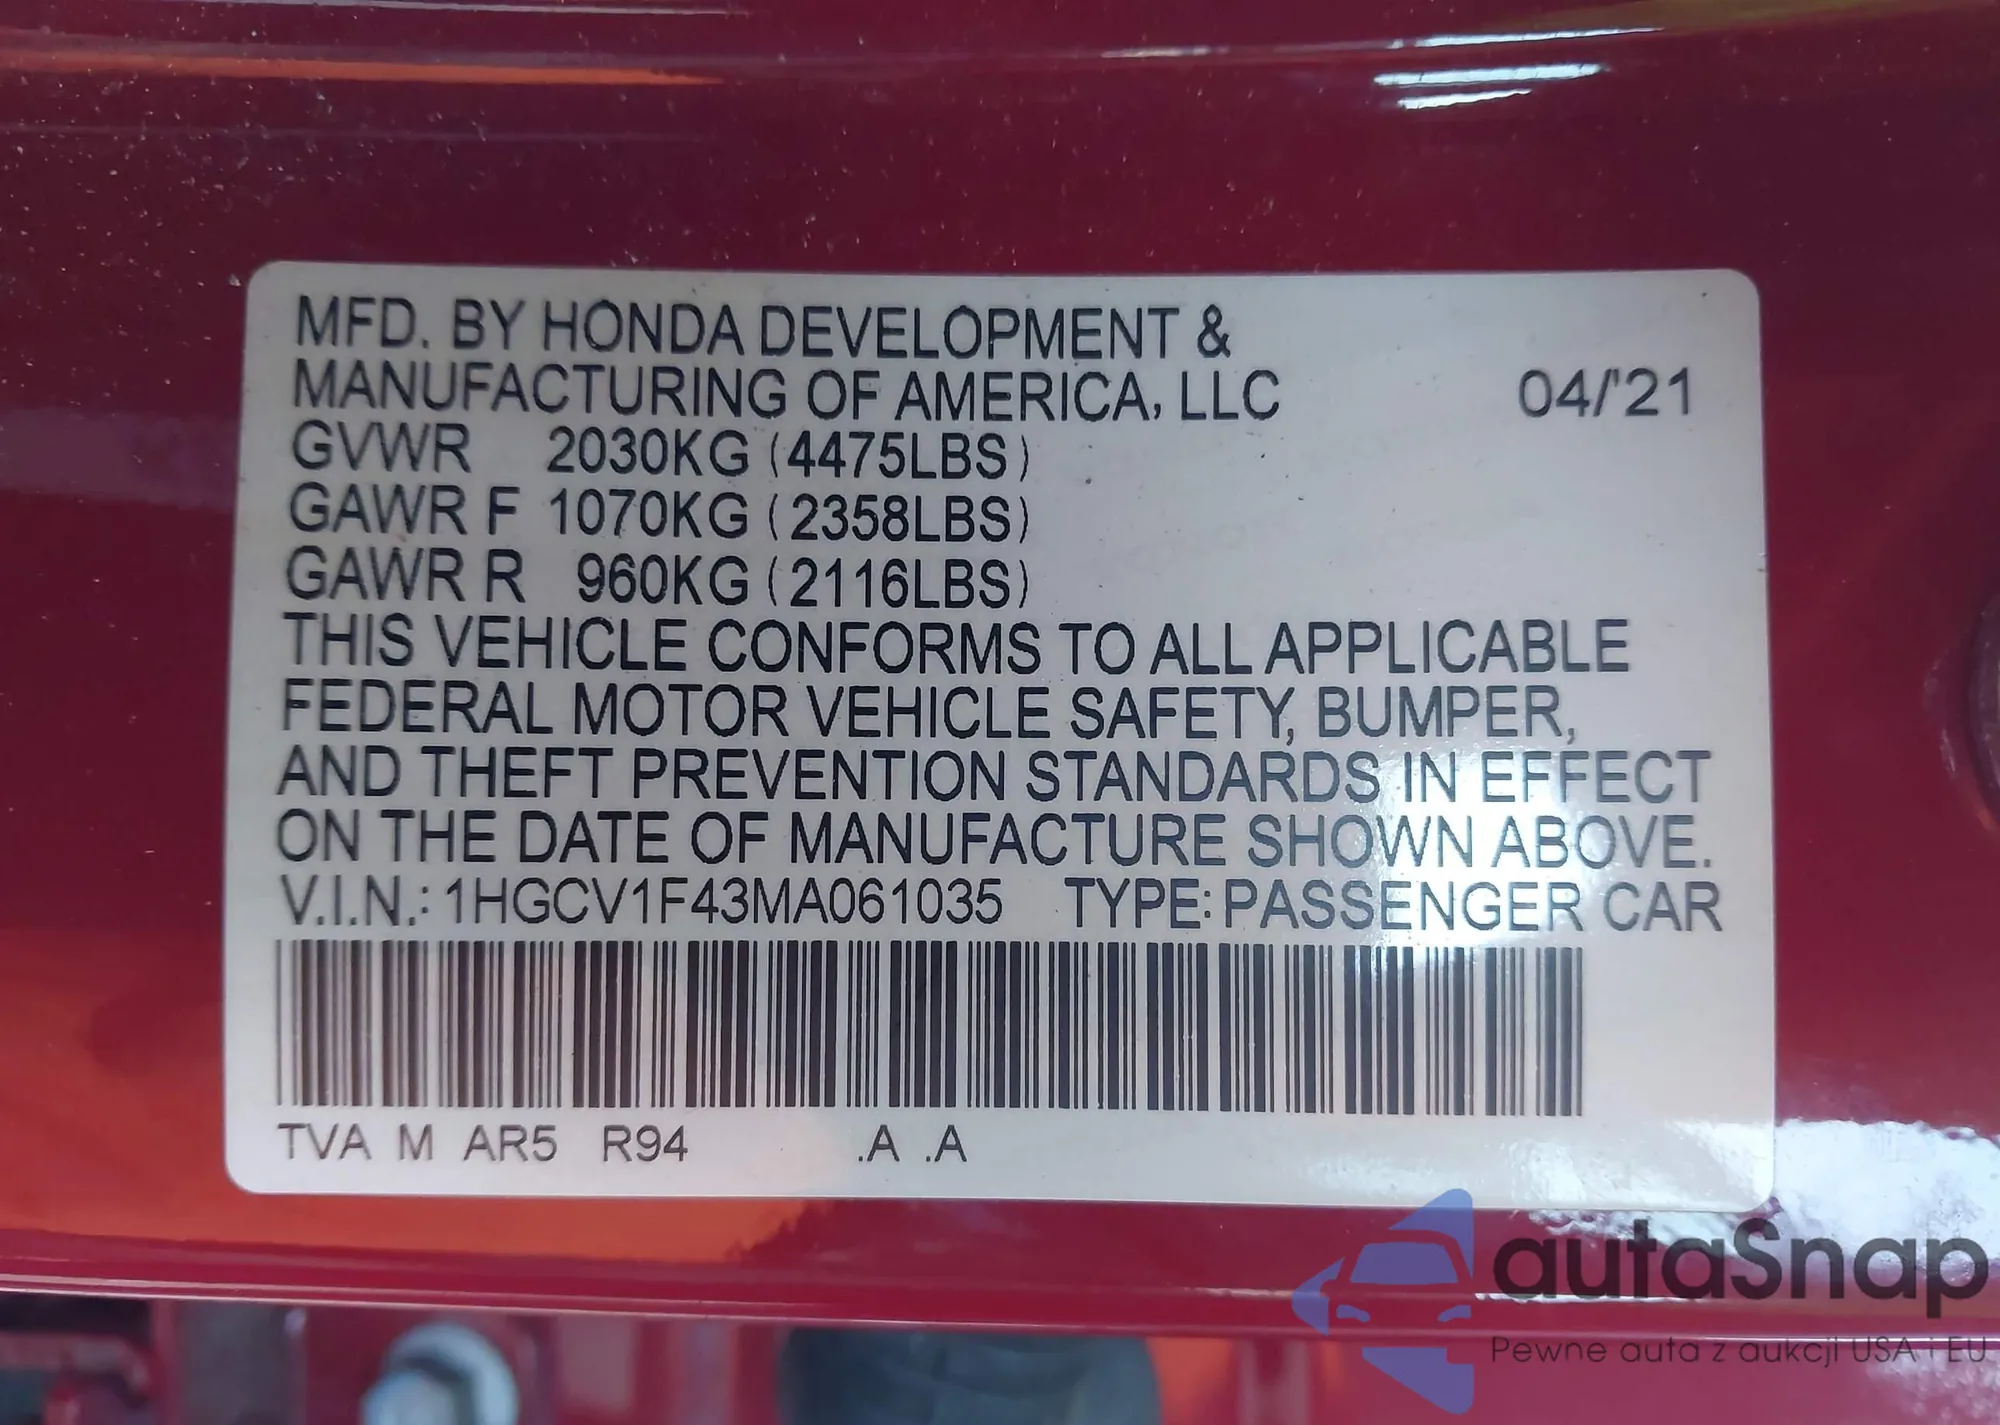 MFD. BY HONDA DEVELOPMENT &
MANUFACTURING OF AMERICA, LLC 04/'21
GVWR 2030KG (4475LBS)
GAWR F 1070KG (2358LBS)
GAWR R 960KG (2116LBS)
THIS VEHICLE CONFORMS TO ALL APPLICABLE
FEDERAL MOTOR VEHICLE SAFETY, BUMPER,
AND THEFT PREVENTION STANDARDS IN EFFECT
ON THE DATE OF MANUFACTURE SHOWN ABOVE.
V.I.N.: 1HGCV1F43MA061035 TYPE: PASSENGER CAR
TVA M AR5 R94 .A .A
autaSnap
Pewne auta z aukcji USA i EU